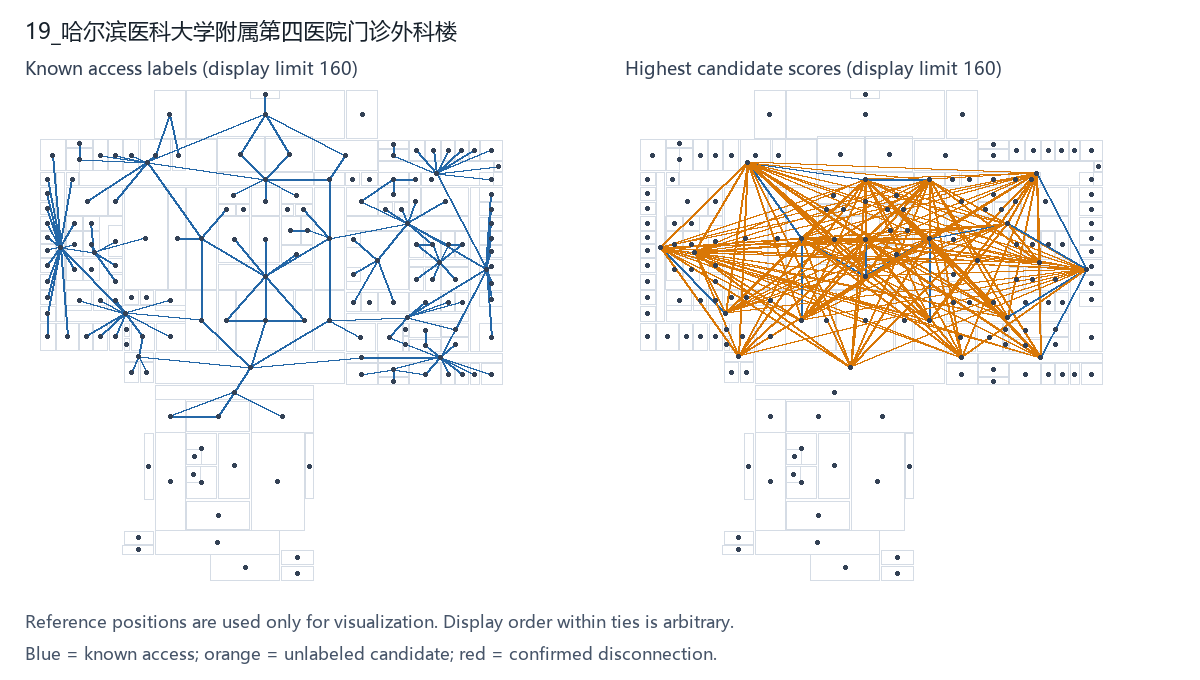 19_哈尔滨医科大学附属第四医院门诊外科楼
Known access labels (display limit 160)
Highest candidate scores (display limit 160)
Reference positions are used only for visualization. Display order within ties is arbitrary.
Blue = known access; orange = unlabeled candidate; red = confirmed disconnection.